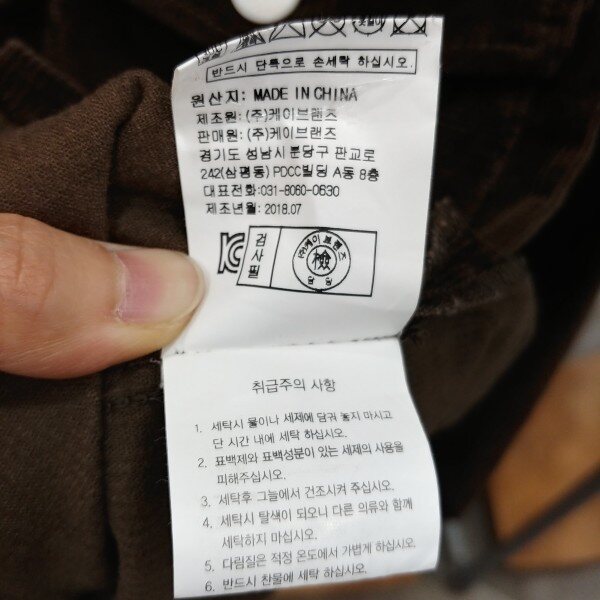 반드시 단독으로 손세탁 하십시오.
원산지: MADE IN CHINA
제조원: (주)케이브랜즈
판매원: (주)케이브랜즈
경기도 성남시 분당구 판교로
242(삼평동) PDCC빌딩 A동 8층
대표전화:031-8060-0630
제조년월: 2018.07
검사필
(주)케이브랜즈
檢
담당
취급주의 사항
1. 세탁시 물이나 세제에 담궈 놓지 마시고
단 시간 내에 세탁 하십시오.
2. 표백제와 표백성분이 있는 세제의 사용을
피해주십시오.
3. 세탁후 그늘에서 건조시켜 주십시오.
4. 세탁시 탈색이 되오니 다른 의류와 함께
세탁하지 마십시오.
5. 다림질은 적정 온도에서 가볍게 하십시오.
6. 반드시 찬물에 세탁 하십시오.